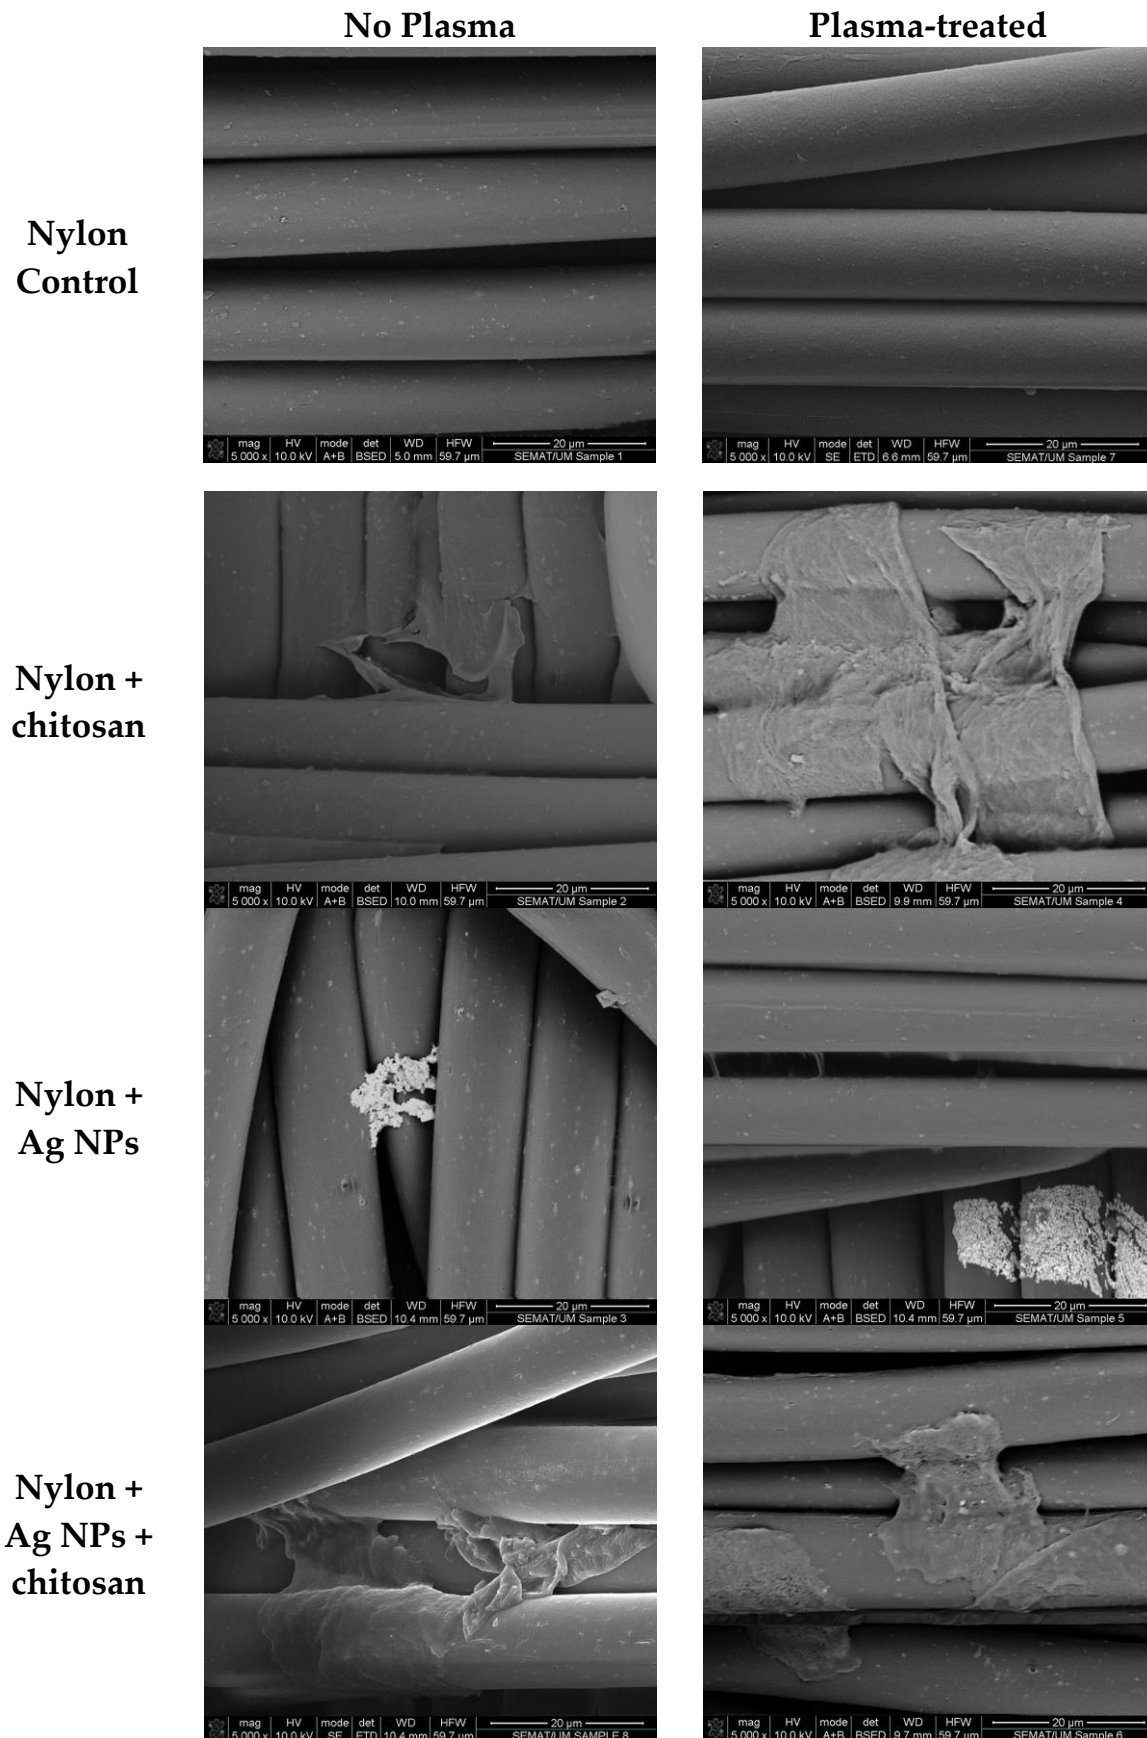 No Plasma
Plasma-treated
Nylon
Control
mag HV mode det WD HFW 20 µm
5 000 x 10.0 kV A+B BSED 5.0 mm 59.7 µm SEMAT/UM Sample 1
mag HV mode det WD HFW 20 µm
5 000 x 10.0 kV SE ETD 6.6 mm 59.7 µm SEMAT/UM Sample 7
Nylon +
chitosan
mag HV mode det WD HFW 20 µm
5 000 x 10.0 kV A+B BSED 10.0 mm 59.7 µm SEMAT/UM Sample 2
mag HV mode det WD HFW 20 µm
5 000 x 10.0 kV A+B BSED 9.9 mm 59.7 µm SEMAT/UM Sample 4
Nylon +
Ag NPs
mag HV mode det WD HFW 20 µm
5 000 x 10.0 kV A+B BSED 10.4 mm 59.7 µm SEMAT/UM Sample 3
mag HV mode det WD HFW 20 µm
5 000 x 10.0 kV A+B BSED 10.4 mm 59.7 µm SEMAT/UM Sample 5
Nylon +
Ag NPs +
chitosan
mag HV mode det WD HFW 20 µm
5 000 x 10.0 kV SE ETD 10.4 mm 59.7 µm SEMAT/UM SAMPLE 8
mag HV mode det WD HFW 20 µm
5 000 x 10.0 kV A+B BSED 9.7 mm 59.7 µm SEMAT/UM Sample 6